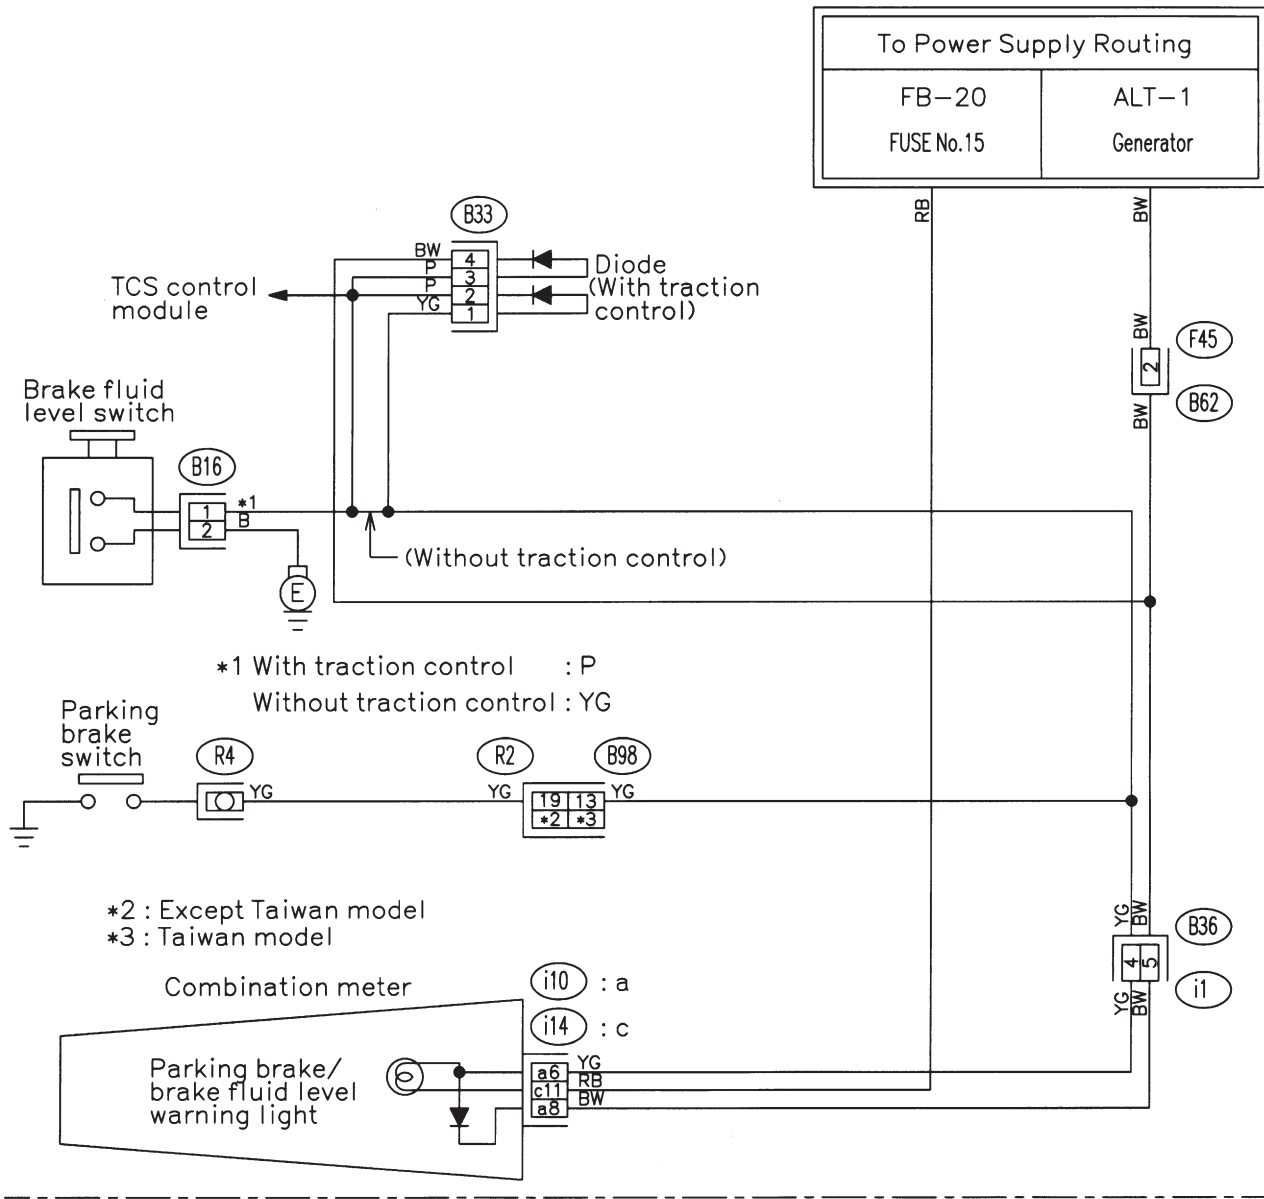 To Power Supply Routing
FB-20
ALT-1
FUSE No.15
Generator
RB
BW
B33
BW
P
P
YG
4
3
2
1
Diode
(With traction
control)
TCS control
module
BW
2
F45
B62
BW
Brake fluid
level switch
B16
1
2
*1
B
E
(Without traction control)
*1 With traction control : P
Without traction control : YG
Parking
brake
switch
R4
YG
R2
B98
YG
19
13
YG
*2
*3
*2 : Except Taiwan model
*3 : Taiwan model
YG
BW
B36
4
5
i1
YG
BW
Combination meter
i10 : a
i14 : c
Parking brake/
brake fluid level
warning light
a6
YG
c11
RB
a8
BW